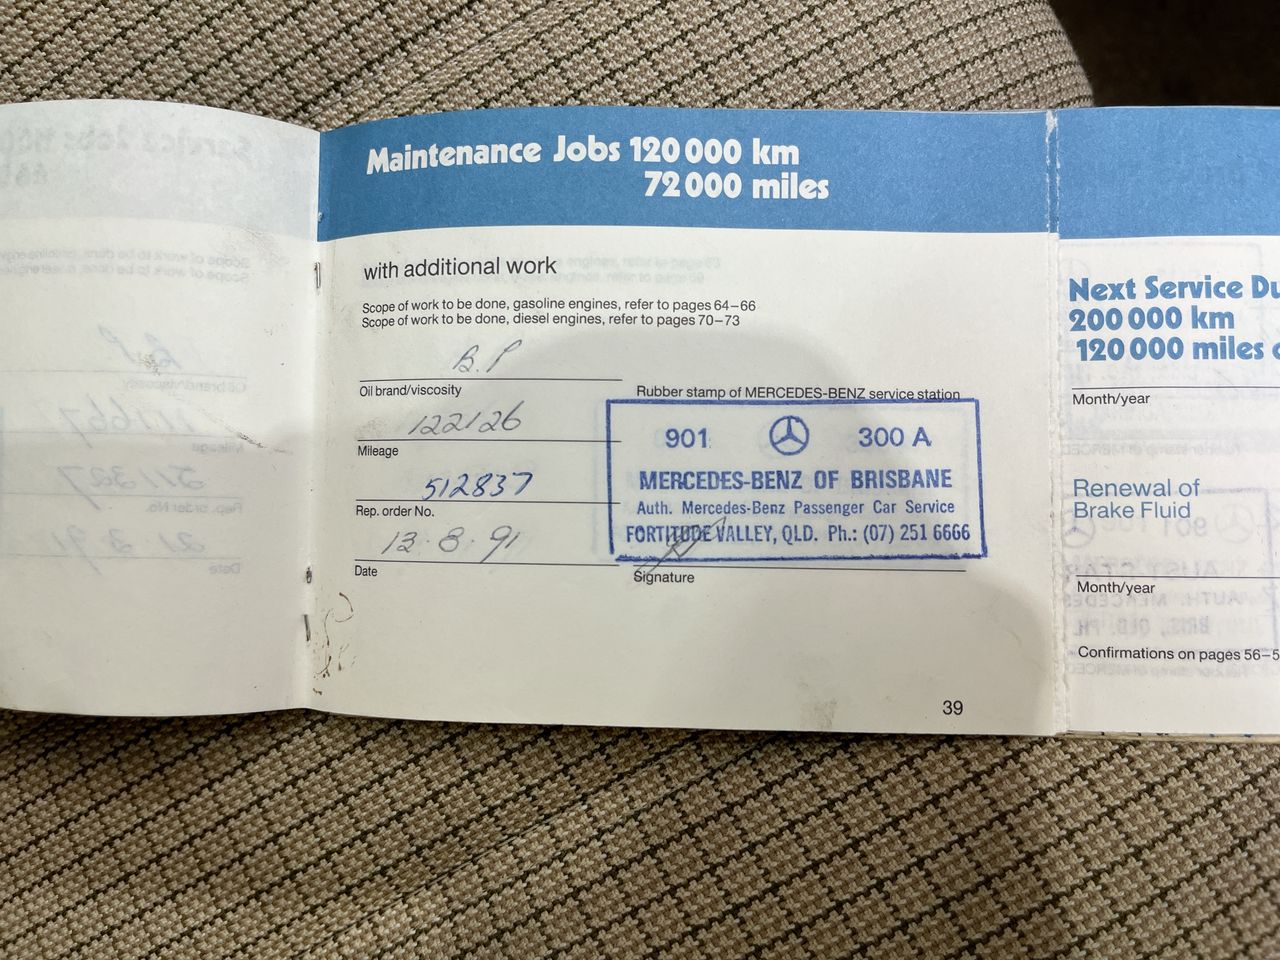 Maintenance Jobs 120 000 km
72 000 miles
with additional work
Scope of work to be done, gasoline engines, refer to pages 64–66
Scope of work to be done, diesel engines, refer to pages 70–73
B.P
Oil brand/viscosity
122126
Mileage
512837
Rep. order No.
13.8.91
Date
Rubber stamp of MERCEDES-BENZ service station
901 300 A
MERCEDES-BENZ OF BRISBANE
Auth. Mercedes-Benz Passenger Car Service
FORTITUDE VALLEY, QLD. Ph.: (07) 251 6666
Signature
39
Next Service Du
200 000 km
120 000 miles o
Month/year
Renewal of
Brake Fluid
Month/year
Confirmations on pages 56–5